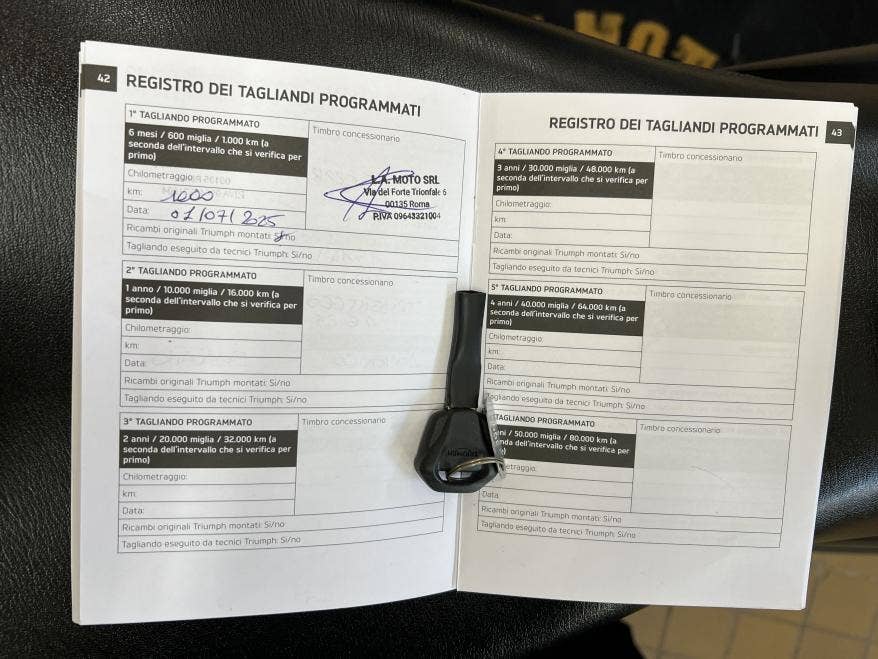 42
REGISTRO DEI TAGLIANDI PROGRAMMATI
1° TAGLIANDO PROGRAMMATO
6 mesi / 600 miglia / 1.000 km (a
seconda dell'intervallo che si verifica per
primo)
Chilometraggio:
km: 1000
Data: 01/07/2025
Ricambi originali Triumph montati: Si/no
Tagliando eseguito da tecnici Triumph: Si/no
Timbro concessionario
L.A. MOTO SRL
Via del Forte Trionfale 6
00135 Roma
P.IVA 09643321004
2° TAGLIANDO PROGRAMMATO
1 anno / 10.000 miglia / 16.000 km (a
seconda dell'intervallo che si verifica per
primo)
Chilometraggio:
km:
Data:
Ricambi originali Triumph montati: Si/no
Tagliando eseguito da tecnici Triumph: Si/no
Timbro concessionario
3° TAGLIANDO PROGRAMMATO
2 anni / 20.000 miglia / 32.000 km (a
seconda dell'intervallo che si verifica per
primo)
Chilometraggio:
km:
Data:
Ricambi originali Triumph montati: Si/no
Tagliando eseguito da tecnici Triumph: Si/no
Timbro concessionario
REGISTRO DEI TAGLIANDI PROGRAMMATI
43
4° TAGLIANDO PROGRAMMATO
3 anni / 30.000 miglia / 48.000 km (a
seconda dell'intervallo che si verifica per
primo)
Chilometraggio:
km:
Data:
Ricambi originali Triumph montati: Si/no
Tagliando eseguito da tecnici Triumph: Si/no
Timbro concessionario
5° TAGLIANDO PROGRAMMATO
4 anni / 40.000 miglia / 64.000 km (a
seconda dell'intervallo che si verifica per
primo)
Chilometraggio:
km:
Data:
Ricambi originali Triumph montati: Si/no
Tagliando eseguito da tecnici Triumph: Si/no
Timbro concessionario
TAGLIANDO PROGRAMMATO
/ 50.000 miglia / 80.000 km (a
dell'intervallo che si verifica per
Data:
Ricambi originali Triumph montati: Si/no
Tagliando eseguito da tecnici Triumph: Si/no
Timbro concessionario